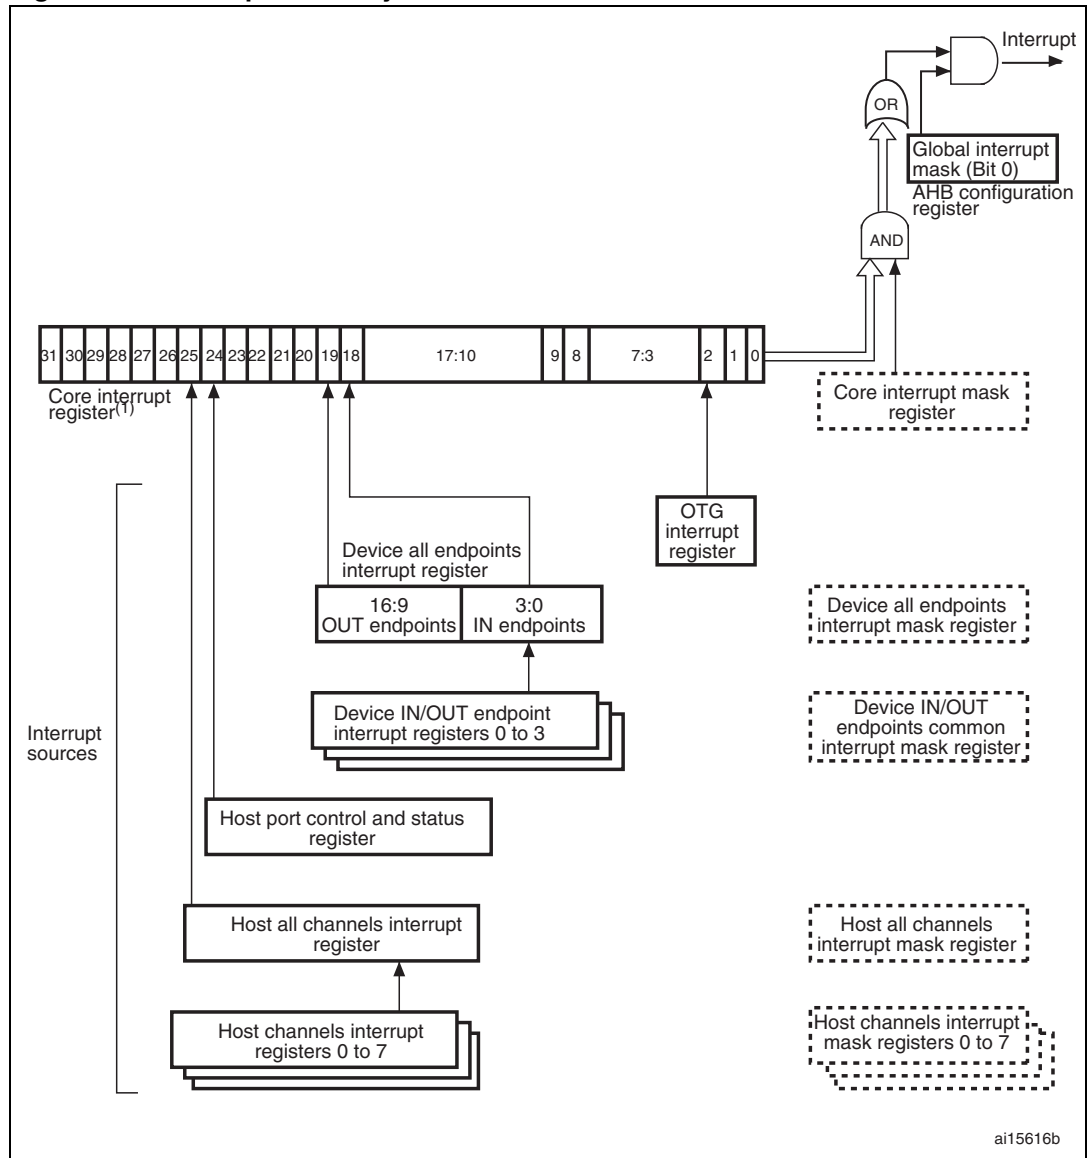 Interrupt
OR
Global interrupt
mask (Bit 0)
AHB configuration
register
AND
31 30 29 28 27 26 25 24 23 22 21 20 19 18 17:10 9 8 7:3 2 1 0
Core interrupt
register(1)
Core interrupt mask
register
OTG
interrupt
register
Device all endpoints
interrupt register
16:9
OUT endpoints
3:0
IN endpoints
Device all endpoints
interrupt mask register
Device IN/OUT endpoint
interrupt registers 0 to 3
Device IN/OUT
endpoints common
interrupt mask register
Interrupt
sources
Host port control and status
register
Host all channels interrupt
register
Host all channels
interrupt mask register
Host channels interrupt
registers 0 to 7
Host channels interrupt
mask registers 0 to 7
ai15616b